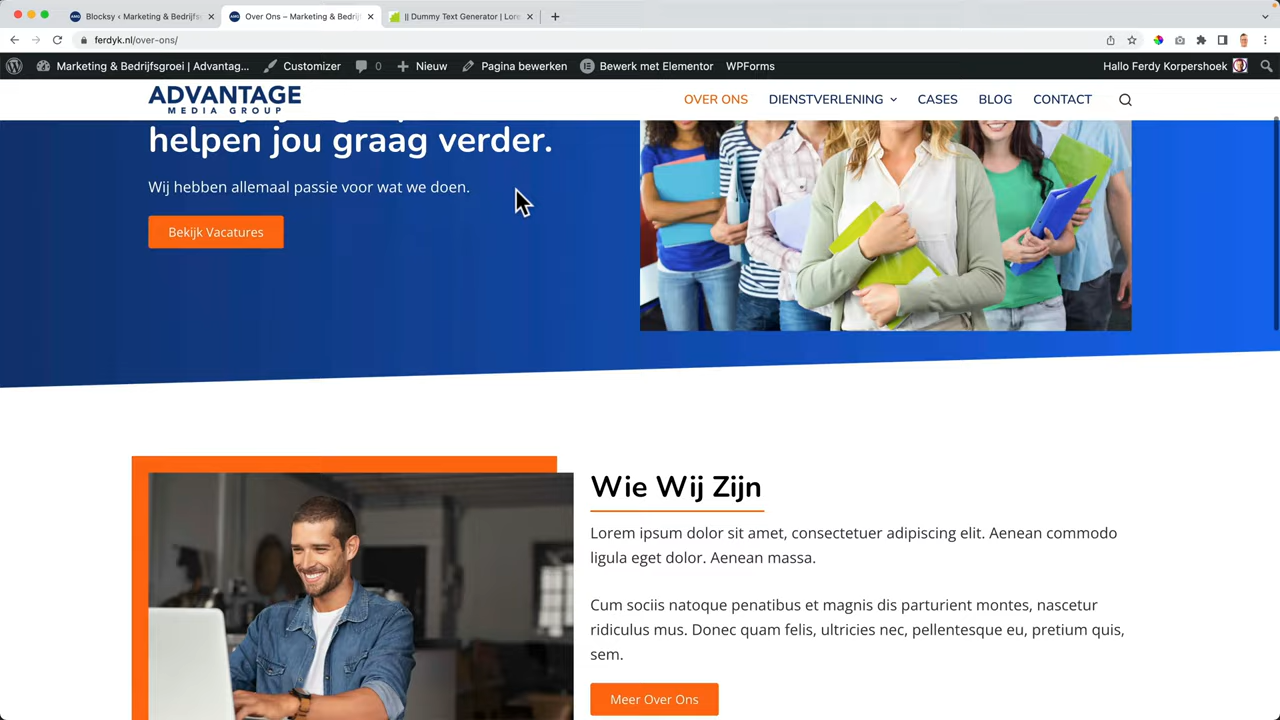 Blocksy ‹ Marketing & Bedrijfs
Over Ons – Marketing & Bedrij
|| Dummy Text Generator | Lore
ferdyk.nl/over-ons/
Marketing & Bedrijfsgroei | Advantag...
Customizer
0
Nieuw
Pagina bewerken
Bewerk met Elementor
WPForms
Hallo Ferdy Korpershoek
ADVANTAGE
MEDIA GROUP
OVER ONS
DIENSTVERLENING
CASES
BLOG
CONTACT
helpen jou graag verder.
Wij hebben allemaal passie voor wat we doen.
Bekijk Vacatures
Wie Wij Zijn
Lorem ipsum dolor sit amet, consectetuer adipiscing elit. Aenean commodo
ligula eget dolor. Aenean massa.
Cum sociis natoque penatibus et magnis dis parturient montes, nascetur
ridiculus mus. Donec quam felis, ultricies nec, pellentesque eu, pretium quis,
sem.
Meer Over Ons